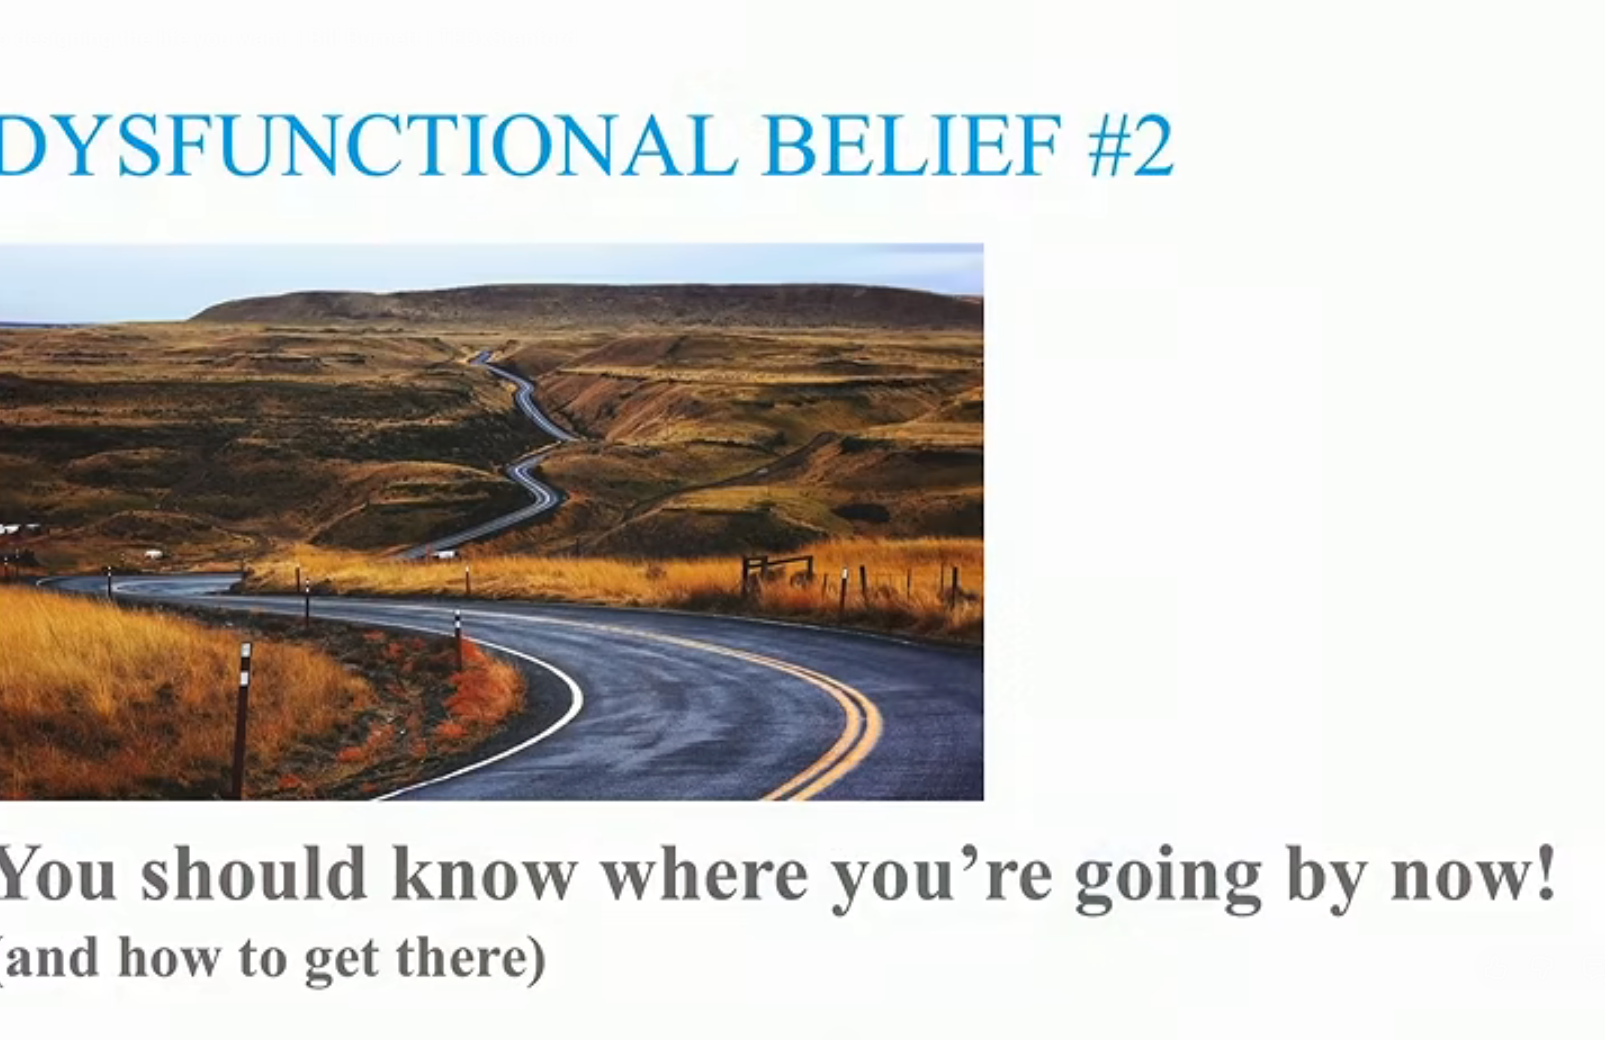 DYSFUNCTIONAL BELIEF #2
You should know where you’re going by now!
(and how to get there)